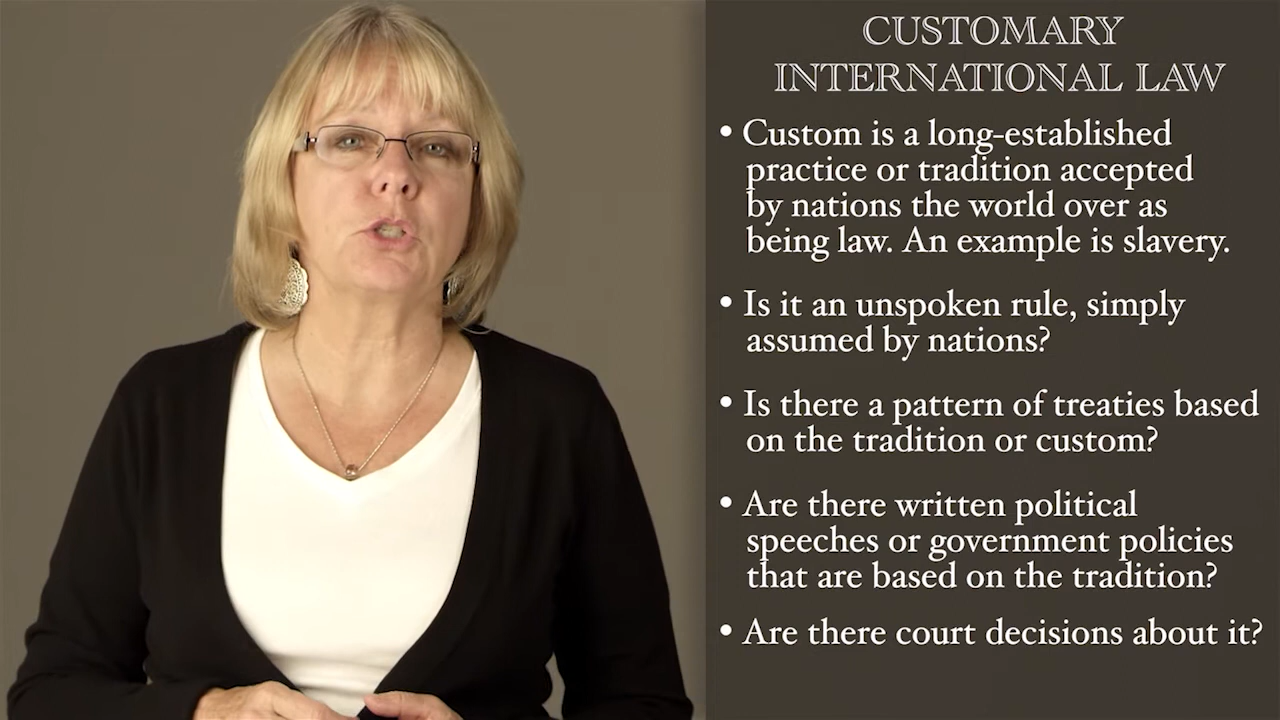 CUSTOMARY
INTERNATIONAL LAW
• Custom is a long-established
practice or tradition accepted
by nations the world over as
being law. An example is slavery.
• Is it an unspoken rule, simply
assumed by nations?
• Is there a pattern of treaties based
on the tradition or custom?
• Are there written political
speeches or government policies
that are based on the tradition?
• Are there court decisions about it?